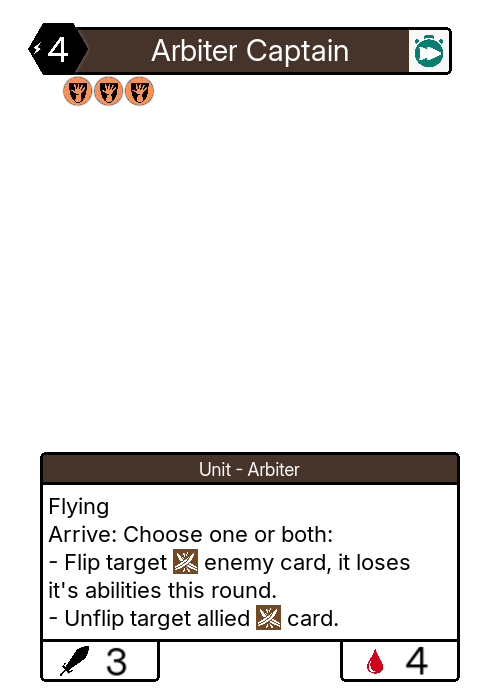 4 Arbiter Captain
Unit - Arbiter
Flying
Arrive: Choose one or both:
- Flip target enemy card, it loses
it's abilities this round.
- Unflip target allied card.
3 4